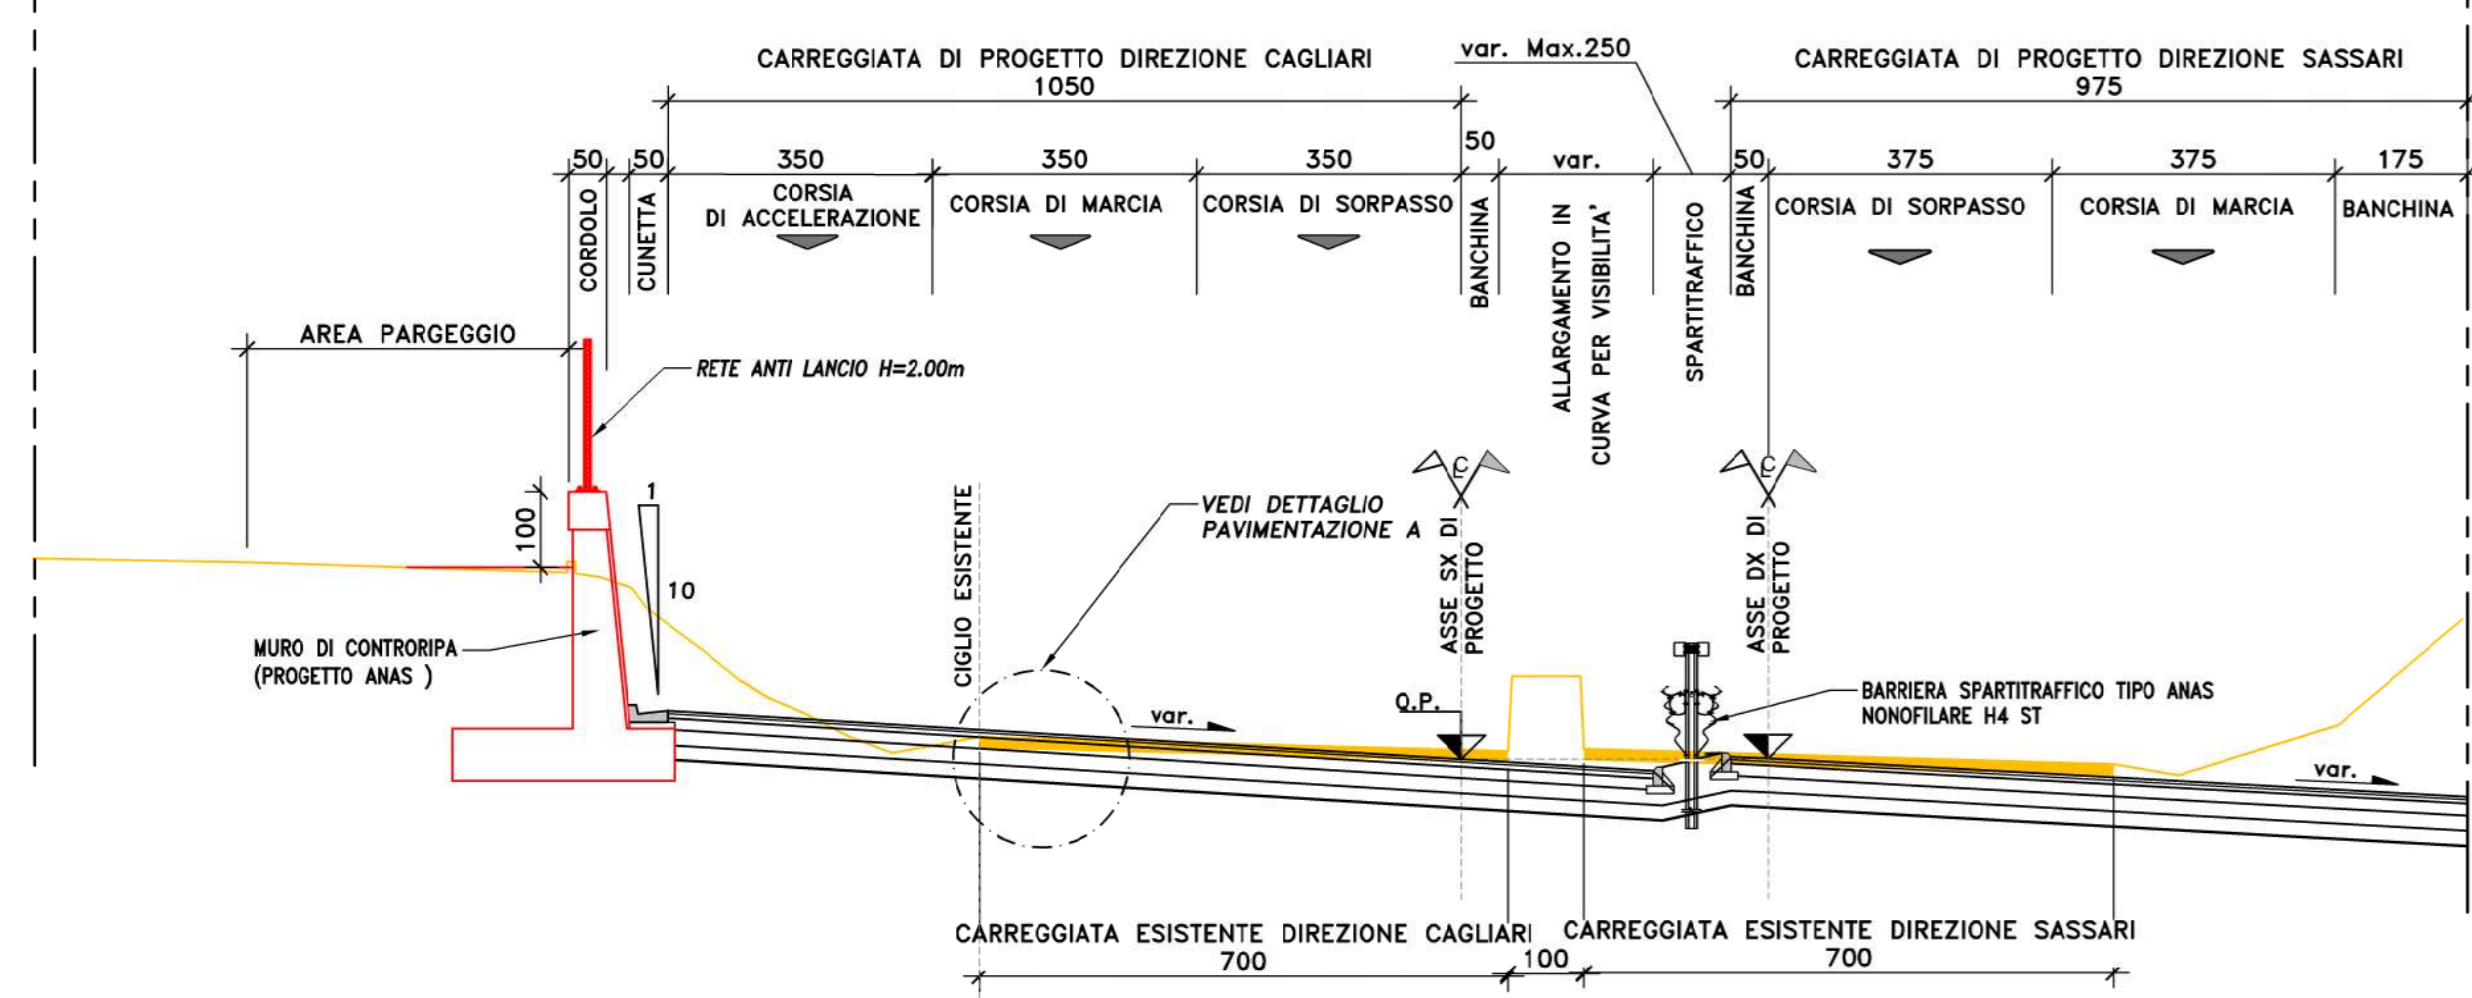 CARREGGIATA DI PROGETTO DIREZIONE CAGLIARI
1050
var. Max.250
CARREGGIATA DI PROGETTO DIREZIONE SASSARI
975
50
50
350
350
350
50
var.
50
375
375
175
CORDOLO
CUNETTA
CORSIA
DI ACCELERAZIONE
CORSIA DI MARCIA
CORSIA DI SORPASSO
BANCHINA
ALLARGAMENTO IN
CURVA PER VISIBILITA'
SPARTITRAFFICO
BANCHINA
CORSIA DI SORPASSO
CORSIA DI MARCIA
BANCHINA
AREA PARGEGGIO
RETE ANTI LANCIO H=2.00m
100
1
10
CIGLIO ESISTENTE
VEDI DETTAGLIO
PAVIMENTAZIONE A
CL
ASSE SX DI
PROGETTO
CL
ASSE DX DI
PROGETTO
MURO DI CONTRORIPA
(PROGETTO ANAS )
var.
Q.P.
BARRIERA SPARTITRAFFICO TIPO ANAS
NONOFILARE H4 ST
var.
CARREGGIATA ESISTENTE DIREZIONE CAGLIARI
700
100
CARREGGIATA ESISTENTE DIREZIONE SASSARI
700